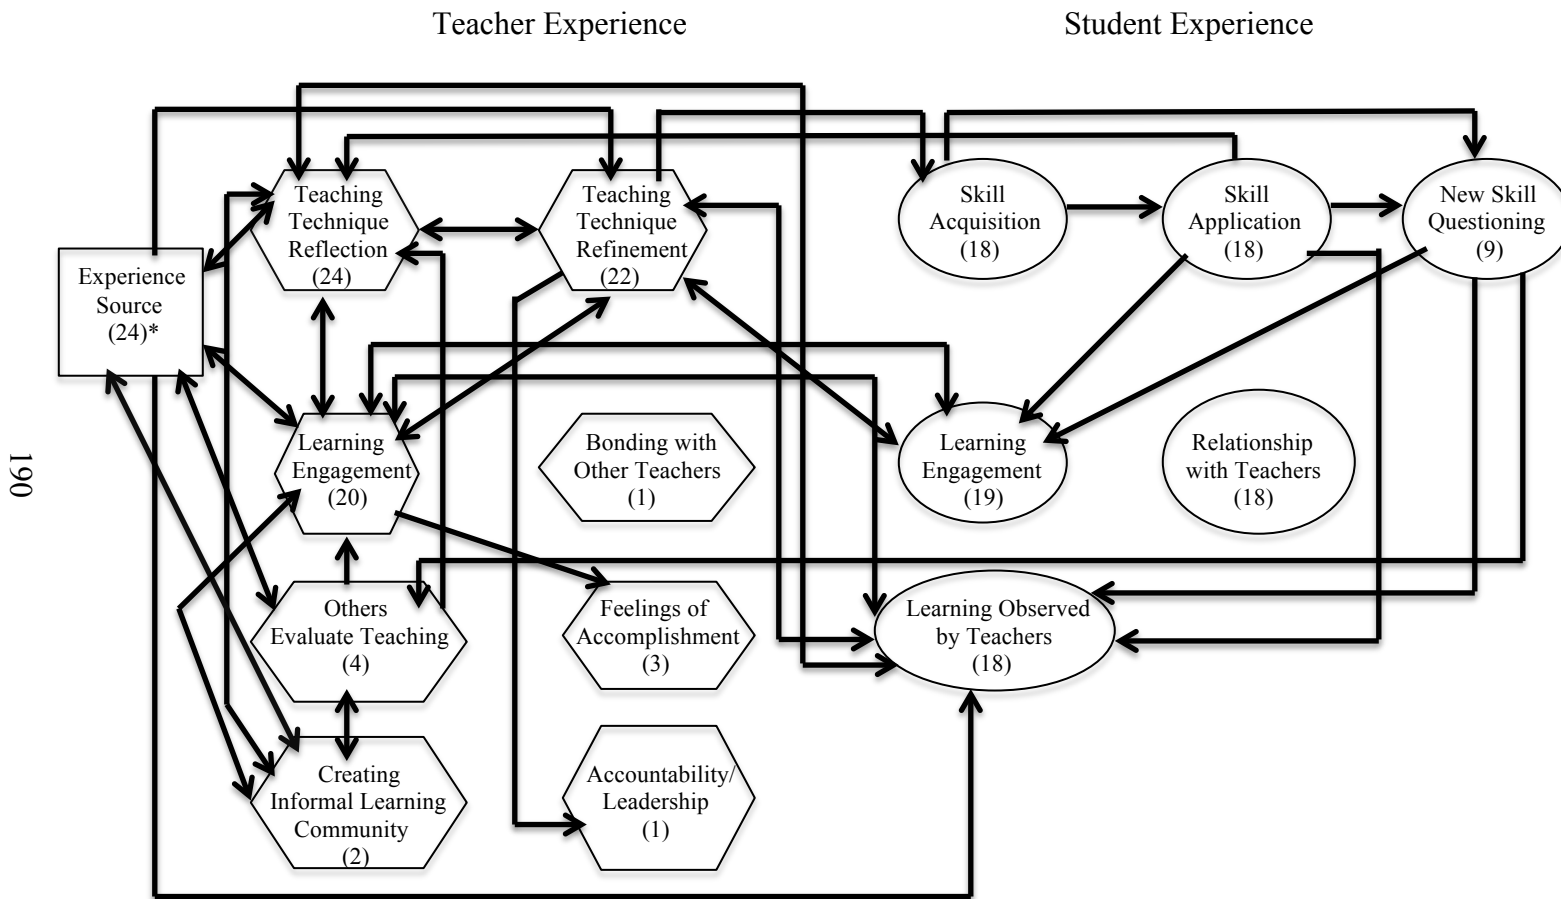 Teacher Experience
Student Experience
Teaching
Technique
Reflection
(24)
Teaching
Technique
Refinement
(22)
Skill
Acquisition
(18)
Skill
Application
(18)
New Skill
Questioning
(9)
Experience
Source
(24)*
Learning
Engagement
(20)
Bonding with
Other Teachers
(1)
Learning
Engagement
(19)
Relationship
with Teachers
(18)
190
Others
Evaluate Teaching
(4)
Feelings of
Accomplishment
(3)
Learning Observed
by Teachers
(18)
Creating
Informal Learning
Community
(2)
Accountability/
Leadership
(1)